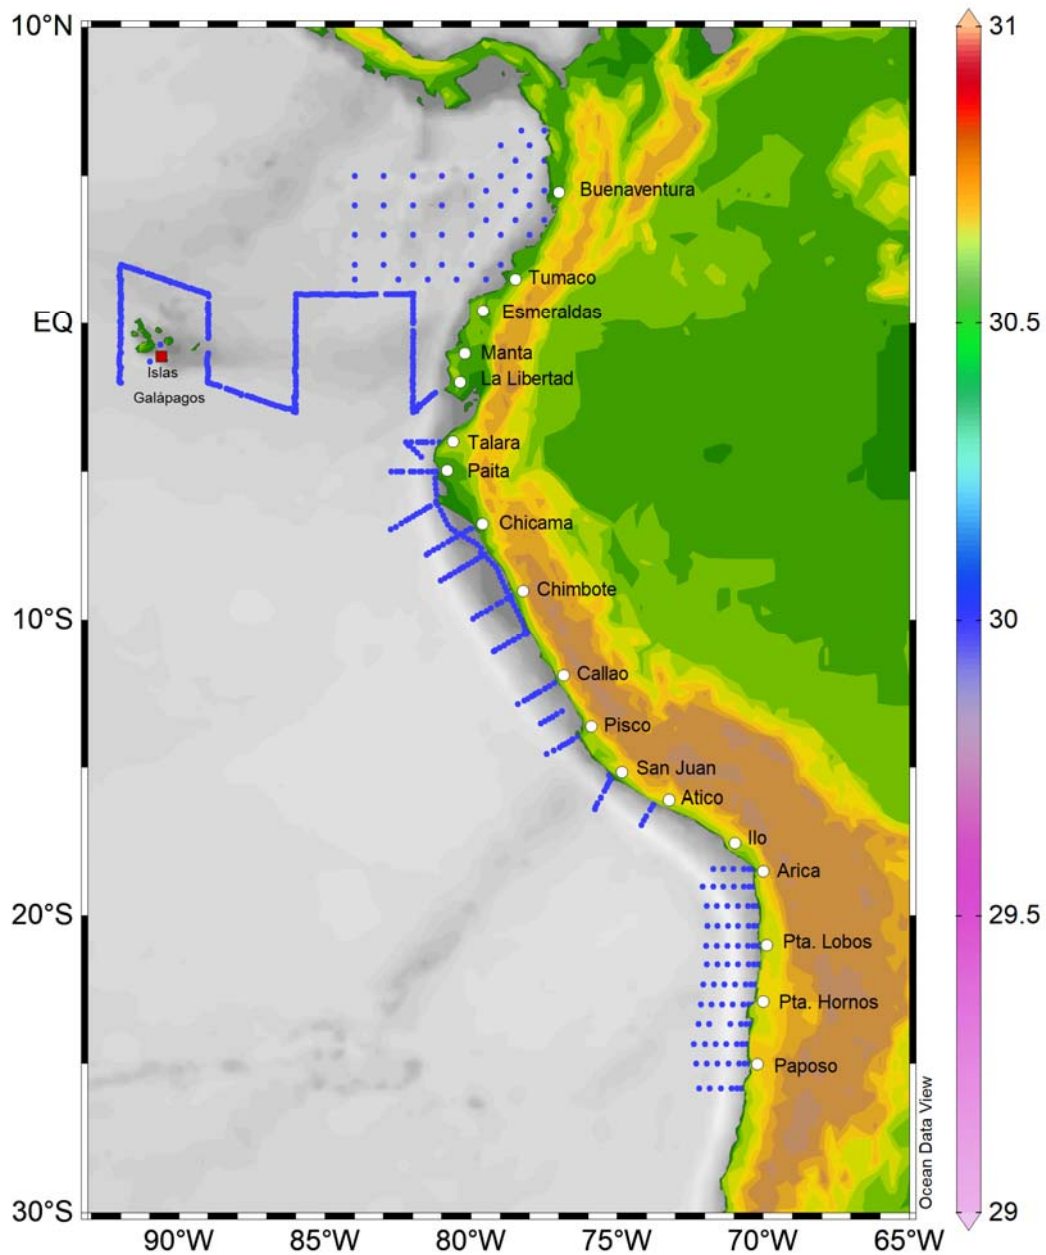 10°N
31
Buenaventura
Tumaco
Esmeraldas
EQ
30.5
Manta
Islas
Galápagos
La Libertad
Talara
Paita
Chicama
Chimbote
10°S
30
Callao
Pisco
San Juan
Atico
Ilo
Arica
20°S
29.5
Pta. Lobos
Pta. Hornos
Paposo
Ocean Data View
30°S
29
90°W
85°W
80°W
75°W
70°W
65°W